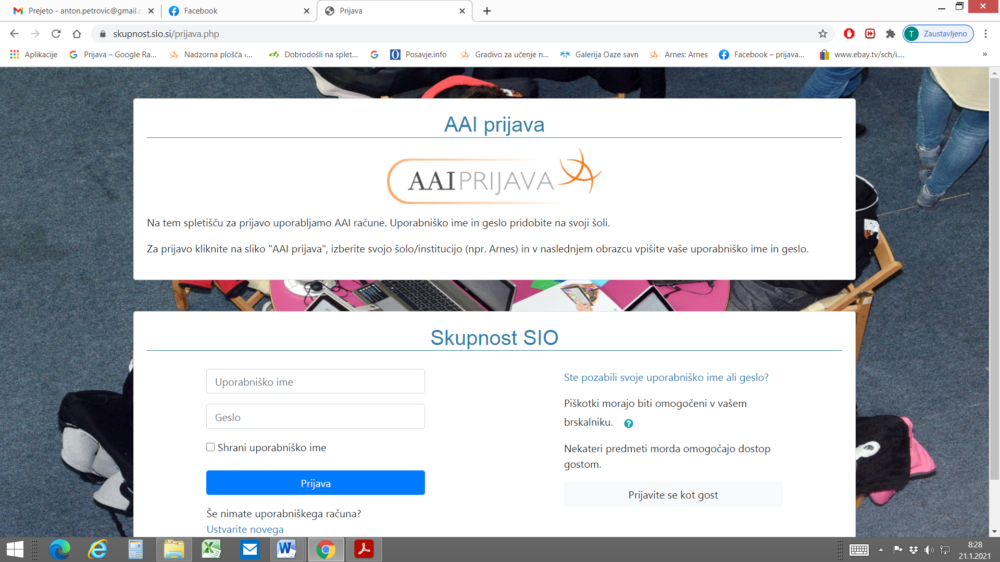 Prejeto - anton.petrovic@gmail.c
Facebook
Prijava
skupnost.sio.si/prijava.php
T
Zaustavljeno
Aplikacije
Prijava – Google Ra...
Nadzorna plošča ‹...
Dobrodošli na splet...
Posavje.info
Gradivo za učenje n...
Galerija Oaze savn
Arnes: Arnes
Facebook – prijava...
www.ebay.tv/sch/i....
»
AAI prijava
AAI PRIJAVA
Na tem spletišču za prijavo uporabljamo AAI račune. Uporabniško ime in geslo pridobite na svoji šoli.
Za prijavo kliknite na sliko "AAI prijava", izberite svojo šolo/institucijo (npr. Arnes) in v naslednjem obrazcu vpišite vaše uporabniško ime in geslo.
Skupnost SIO
Uporabniško ime
Geslo
Shrani uporabniško ime
Prijava
Še nimate uporabniškega računa?
Ustvarite novega
Ste pozabili svoje uporabniško ime ali geslo?
Piškotki morajo biti omogočeni v vašem
brskalniku.
Nekateri predmeti morda omogočajo dostop
gostom.
Prijavite se kot gost
8:28
21.1.2021